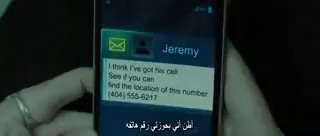 Jeremy
I think I've got his cell.
See if you can
find the location of this number.
(404) 555-6217
أظن أني بحوزتي رقم هاتفه